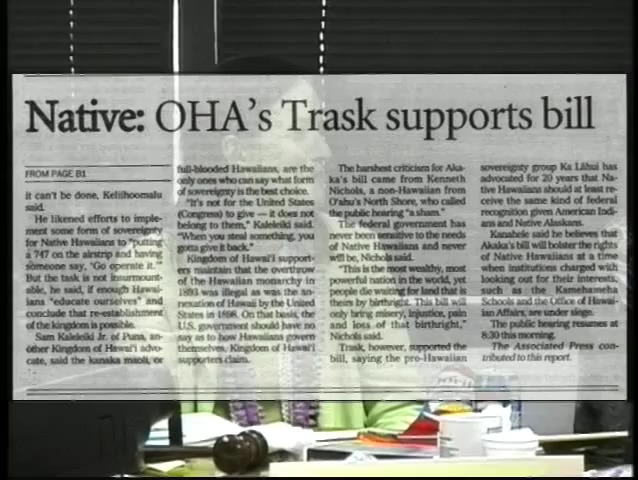 Native: OHA's Trask supports bill
FROM PAGE B1
it can't be done, Keliihoomalu
said.
He likened efforts to imple-
ment some form of sovereignty
for Native Hawaiians to "putting
a 747 on the airstrip and having
someone say, "Go operate it."
But the task is not insurmount-
able, he said, if enough Hawai-
ians "educate ourselves" and
conclude that re-establishment
of the kingdom is possible.
Sam Kaleleiki Jr. of Puna, an-
other Kingdom of Hawai'i advo-
cate, said the kanaka maoli, or
full-blooded Hawaiians, are the
only ones who can say what form
of sovereignty is the best choice.
"It's not for the United States
(Congress) to give — it does not
belong to them," Kaleleiki said.
"When you steal something, you
gotta give it back."
Kingdom of Hawai'i support-
ers maintain that the overthrow
of the Hawaiian monarchy in
1893 was illegal as was the an-
nexation of Hawaii by the United
States in 1898. On that basis, the
U.S. government should have no
say as to how Hawaiians govern
themselves, Kingdom of Hawai'i
supporters claim.
The harshest criticism for Aka-
ka's bill came from Kenneth
Nichols, a non-Hawaiian from
O'ahu's North Shore, who called
the public hearing "a sham."
The federal government has
never been sensitive to the needs
of Native Hawaiians and never
will be, Nichols said.
"This is the most wealthy, most
powerful nation in the world, yet
people die waiting for land that is
theirs by birthright. This bill will
only bring misery, injustice, pain
and loss of that birthright,"
Nichols said.
Trask, however, supported the
bill, saying the pro-Hawaiian
sovereignty group Ka Lāhui has
advocated for 20 years that Na-
tive Hawaiians should at least re-
ceive the same kind of federal
recognition given American Indi-
ans and Native Alaskans.
Kanahele said he believes that
Akaka's bill will bolster the rights
of Native Hawaiians at a time
when institutions charged with
looking out for their interests,
such as the Kamehameha
Schools and the Office of Hawai-
ian Affairs, are under siege.
The public hearing resumes at
8:30 this morning.
The Associated Press con-
tributed to this report.